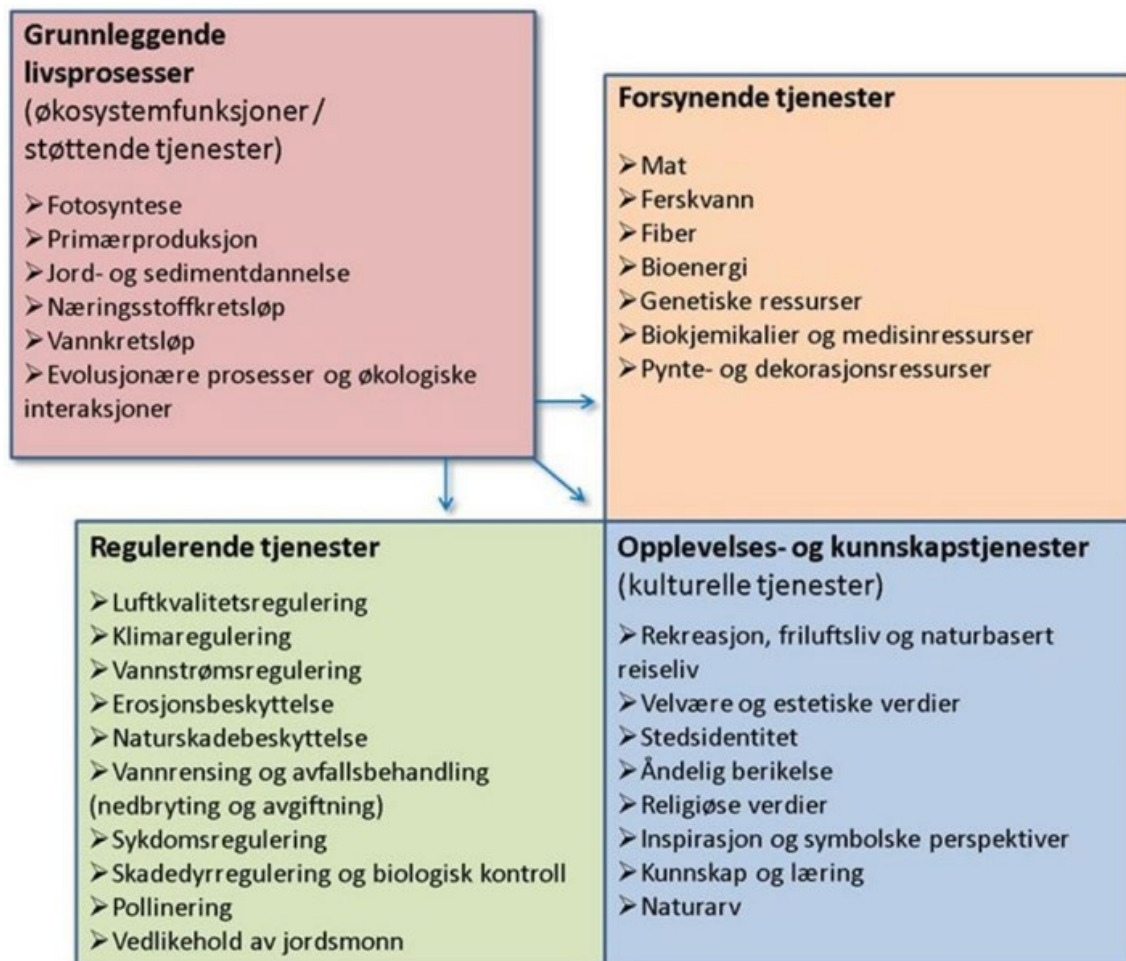 Grunnleggende
livsprosesser
(økosystemfunksjoner /
støttende tjenester)
➢Fotosyntese
➢Primærproduksjon
➢Jord- og sedimentdannelse
➢Næringsstoffkretsløp
➢Vannkretsløp
➢Evolusjonære prosesser og økologiske
interaksjoner
Forsynende tjenester
➢Mat
➢Ferskvann
➢Fiber
➢Bioenergi
➢Genetiske ressurser
➢Biokjemikalier og medisinressurser
➢Pynte- og dekorasjonsressurser
Regulerende tjenester
➢Luftkvalitetsregulering
➢Klimaregulering
➢Vannstrømsregulering
➢Erosjonsbeskyttelse
➢Naturskadebeskyttelse
➢Vannrensing og avfallsbehandling
(nedbryting og avgiftning)
➢Sykdomsregulering
➢Skadedyrregulering og biologisk kontroll
➢Pollinering
➢Vedlikehold av jordsmonn
Opplevelses- og kunnskapstjenester
(kulturelle tjenester)
➢Rekreasjon, friluftsliv og naturbasert
reiseliv
➢Velvære og estetiske verdier
➢Stedsidentitet
➢Åndelig berikelse
➢Religiøse verdier
➢Inspirasjon og symbolske perspektiver
➢Kunnskap og læring
➢Naturarv